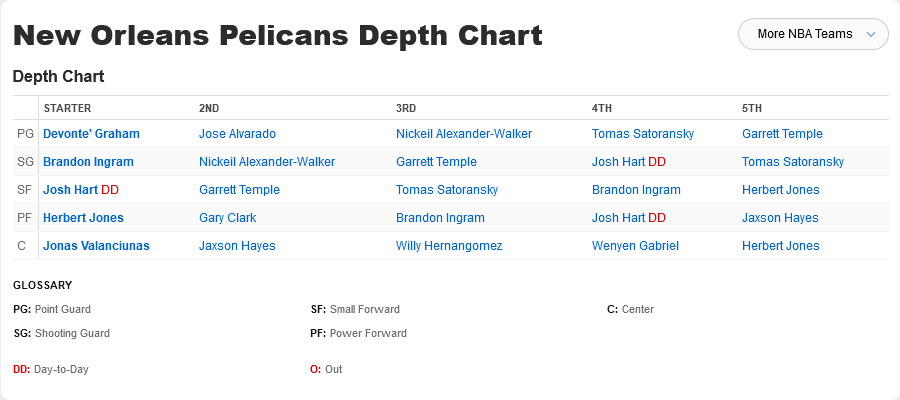 New Orleans Pelicans Depth Chart
More NBA Teams
Depth Chart
STARTER 2ND 3RD 4TH 5TH
PG Devonte' Graham Jose Alvarado Nickeil Alexander-Walker Tomas Satoransky Garrett Temple
SG Brandon Ingram Nickeil Alexander-Walker Garrett Temple Josh Hart DD Tomas Satoransky
SF Josh Hart DD Garrett Temple Tomas Satoransky Brandon Ingram Herbert Jones
PF Herbert Jones Gary Clark Brandon Ingram Josh Hart DD Jaxson Hayes
C Jonas Valanciunas Jaxson Hayes Willy Hernangomez Wenyen Gabriel Herbert Jones
GLOSSARY
PG: Point Guard SF: Small Forward C: Center
SG: Shooting Guard PF: Power Forward
DD: Day-to-Day O: Out